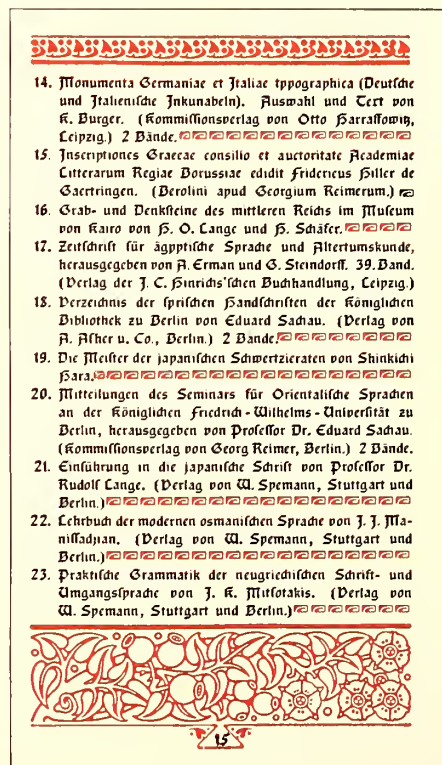 14. Monumenta Germaniae et Italiae typographica (Deutsche
und Italienische Inkunabeln). Auswahl und Text von
K. Burger. (Kommissionsverlag von Otto Harrassowitz,
Leipzig.) 2 Bände.
15. Inscriptiones Graecae consilio et auctoritate Academiae
Litterarum Regiae Borussiae edidit Fridericus Hiller de
Gaertringen. (Berolini apud Georgium Reimerum.)
16. Grab- und Denksteine des mittleren Reichs im Museum
von Kairo von H. O. Lange und H. Schäfer.
17. Zeitschrift für ägyptische Sprache und Altertumskunde,
herausgegeben von A. Erman und G. Steindorff. 39. Band.
(Verlag der J. C. Hinrichs'schen Buchhandlung, Leipzig.)
18. Verzeichnis der syrischen Handschriften der Königlichen
Bibliothek zu Berlin von Eduard Sachau. (Verlag von
A. Asher u. Co., Berlin.) 2 Bande.
19. Die Meister der japanischen Schwertzieraten von Shinkichi
Hara.
20. Mitteilungen des Seminars für Orientalische Sprachen
an der Königlichen Friedrich-Wilhelms-Universität zu
Berlin, herausgegeben von Professor Dr. Eduard Sachau.
(Kommissionsverlag von Georg Reimer, Berlin.) 2 Bände.
21. Einführung in die japanische Schrift von Professor Dr.
Rudolf Lange. (Verlag von W. Spemann, Stuttgart und
Berlin.)
22. Lehrbuch der modernen osmanischen Sprache von J. J. Ma-
nissadjian. (Verlag von W. Spemann, Stuttgart und
Berlin.)
23. Praktische Grammatik der neugriechischen Schrift- und
Umgangssprache von J. K. Mitsotakis. (Verlag von
W. Spemann, Stuttgart und Berlin.)
15